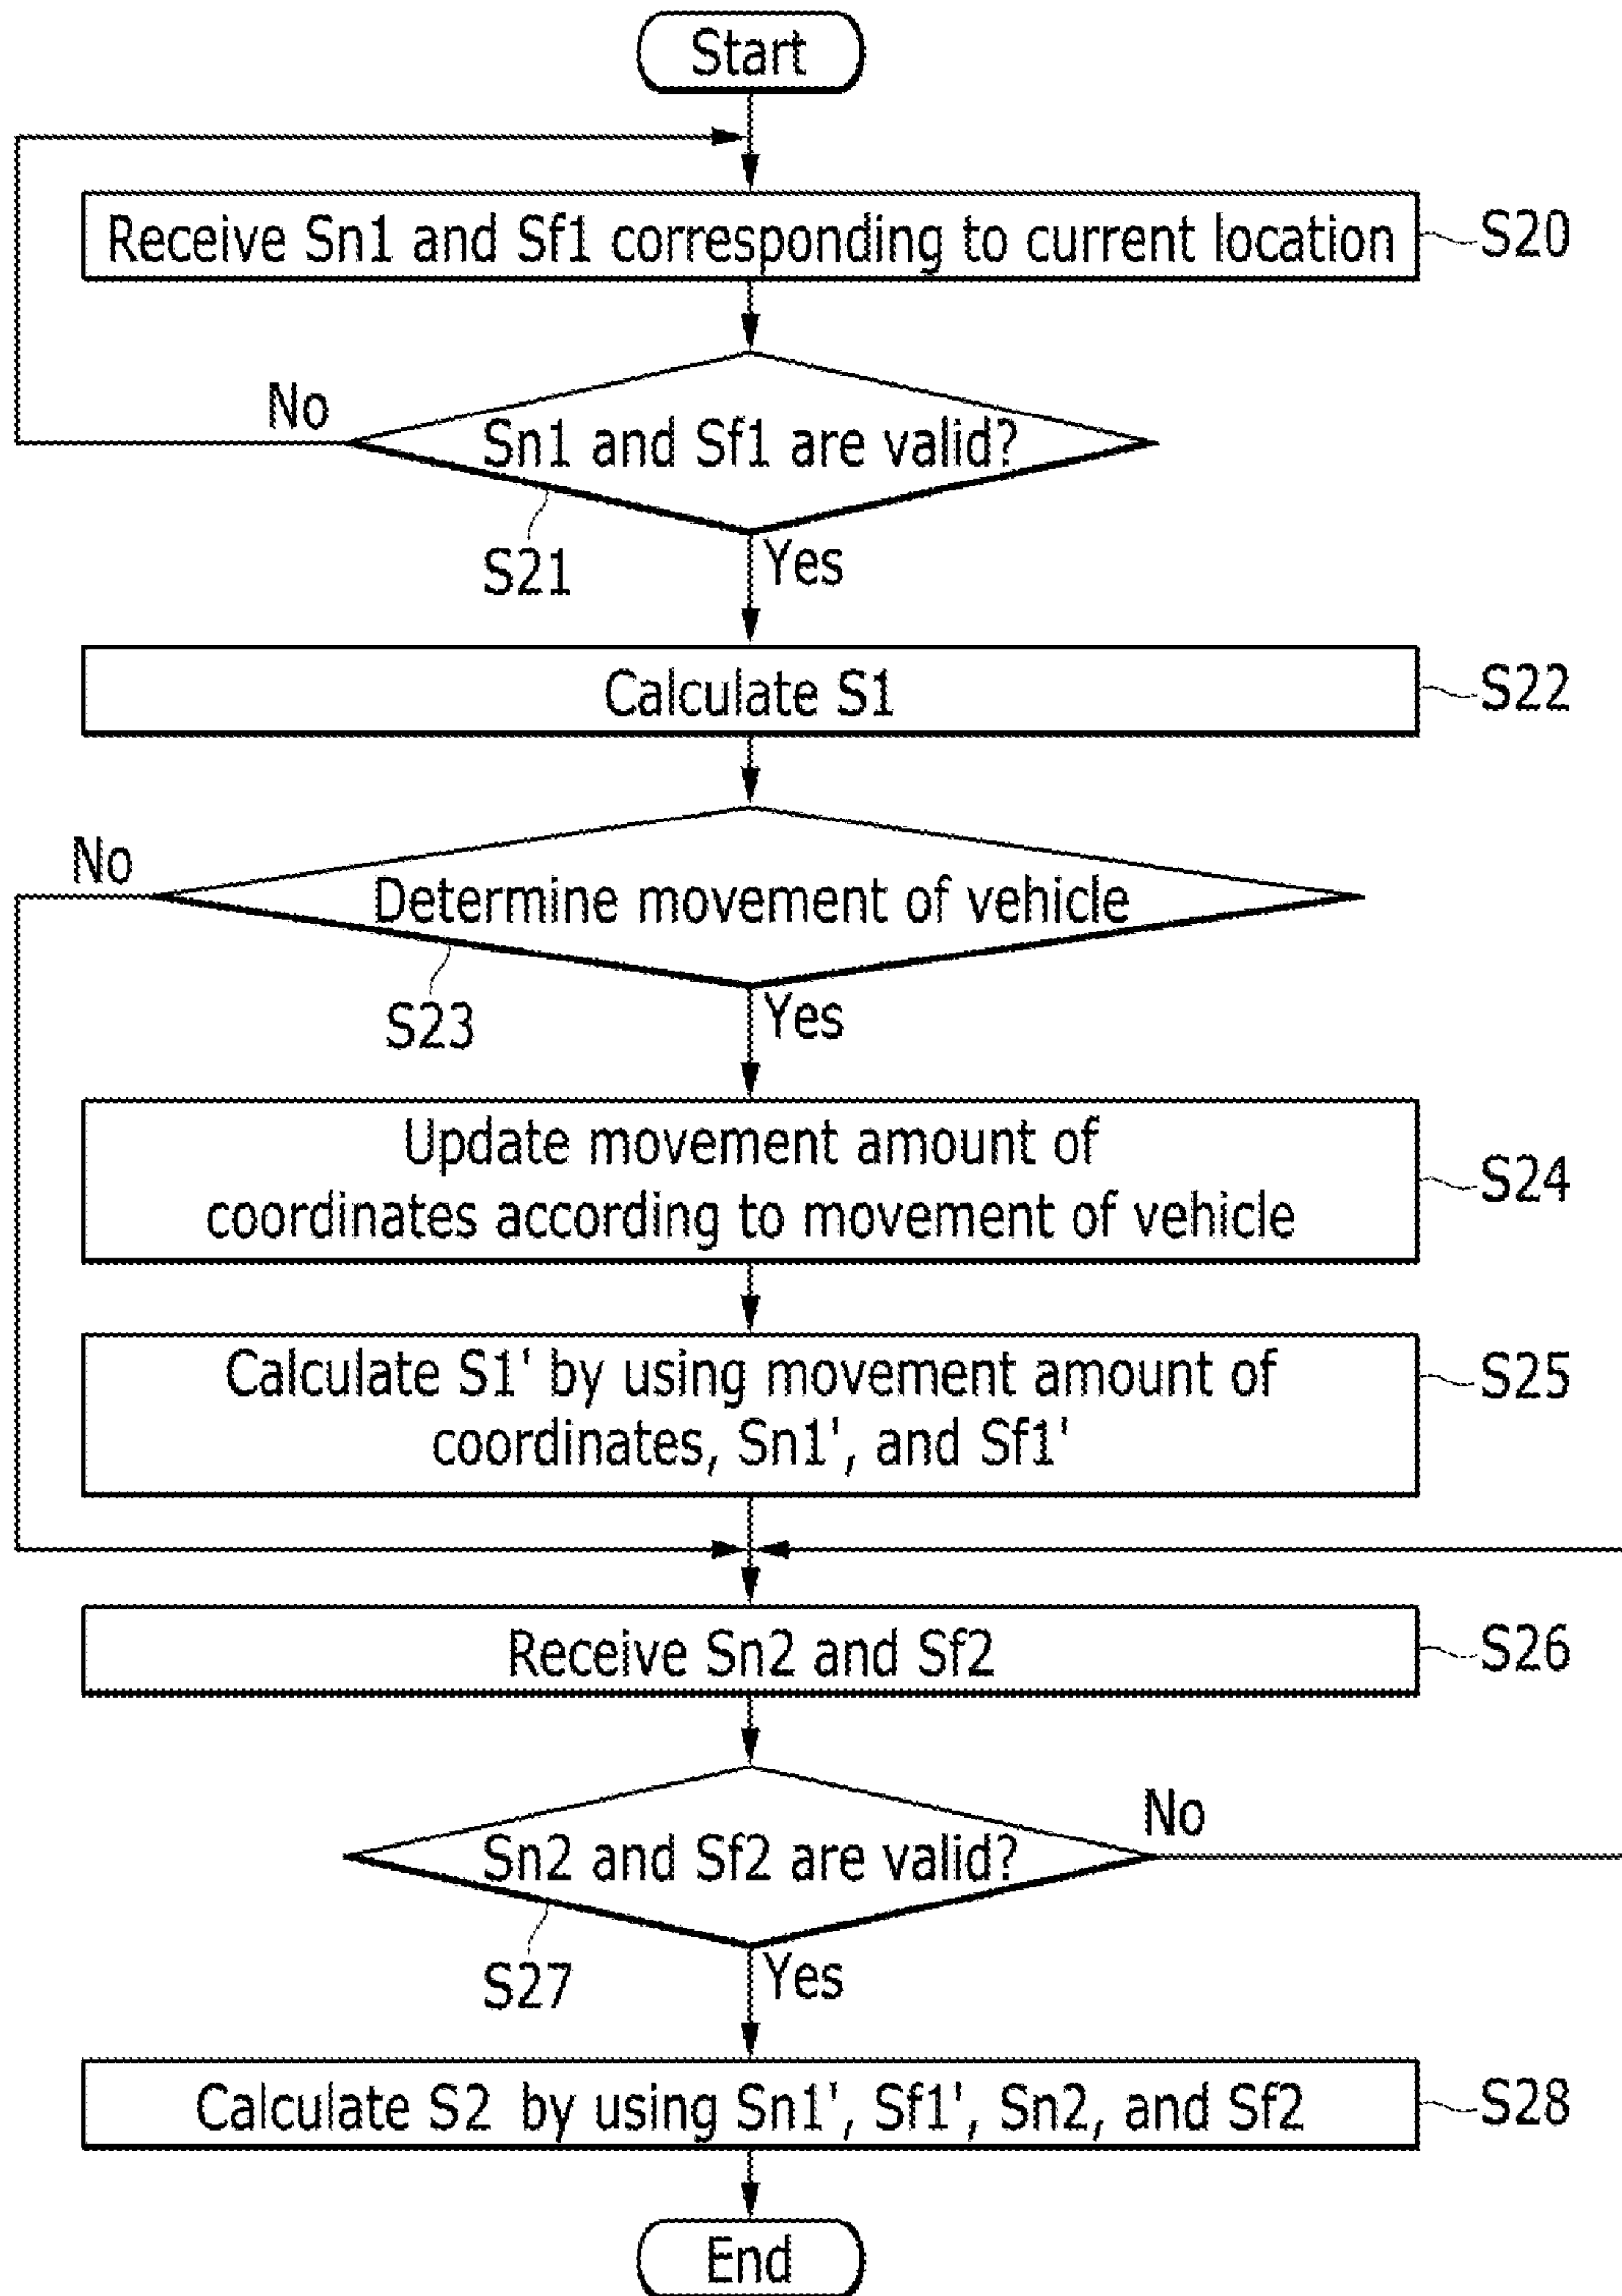 Start
Receive Sn1 and Sf1 corresponding to current location
S20
No
Sn1 and Sf1 are valid?
S21
Yes
Calculate S1
S22
No
Determine movement of vehicle
S23
Yes
Update movement amount of
coordinates according to movement of vehicle
S24
Calculate S1' by using movement amount of
coordinates, Sn1', and Sf1'
S25
Receive Sn2 and Sf2
S26
No
Sn2 and Sf2 are valid?
S27
Yes
Calculate S2 by using Sn1', Sf1', Sn2, and Sf2
S28
End